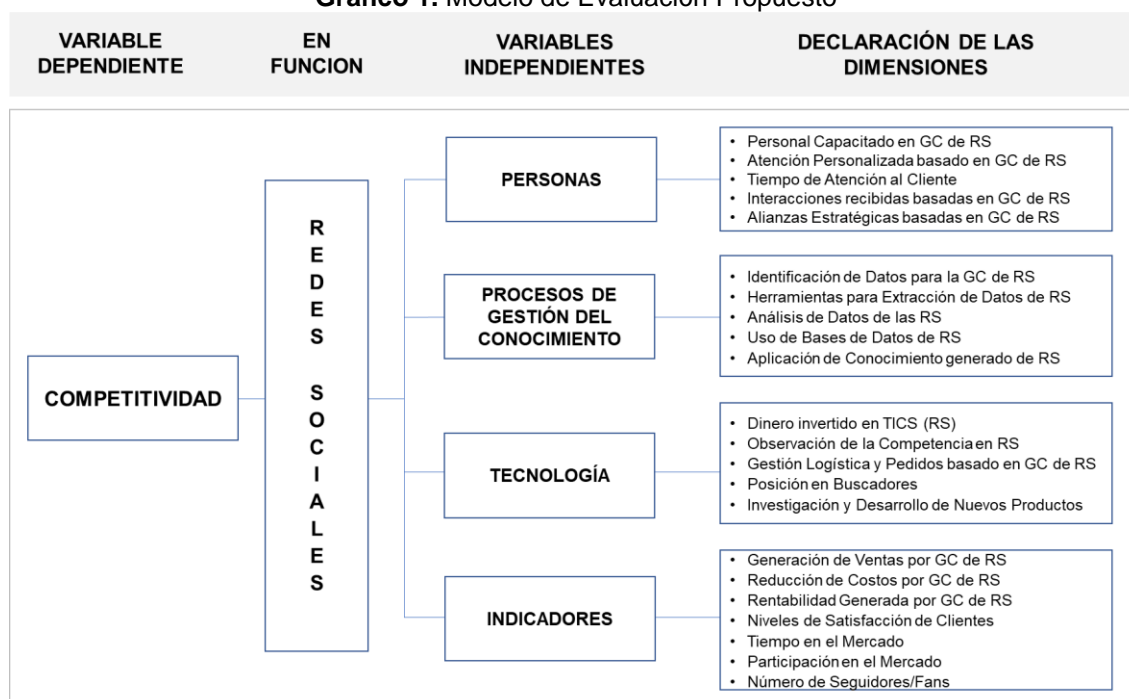 Gráfico 1. Modelo de Evaluación Propuesto
VARIABLE DEPENDIENTE
EN FUNCION
VARIABLES INDEPENDIENTES
DECLARACIÓN DE LAS DIMENSIONES
COMPETITIVIDAD
REDES SOCIALES
PERSONAS
• Personal Capacitado en GC de RS
• Atención Personalizada basado en GC de RS
• Tiempo de Atención al Cliente
• Interacciones recibidas basadas en GC de RS
• Alianzas Estratégicas basadas en GC de RS
PROCESOS DE
GESTIÓN DEL
CONOCIMIENTO
• Identificación de Datos para la GC de RS
• Herramientas para Extracción de Datos de RS
• Análisis de Datos de las RS
• Uso de Bases de Datos de RS
• Aplicación de Conocimiento generado de RS
TECNOLOGÍA
• Dinero invertido en TICS (RS)
• Observación de la Competencia en RS
• Gestión Logística y Pedidos basado en GC de RS
• Posición en Buscadores
• Investigación y Desarrollo de Nuevos Productos
INDICADORES
• Generación de Ventas por GC de RS
• Reducción de Costos por GC de RS
• Rentabilidad Generada por GC de RS
• Niveles de Satisfacción de Clientes
• Tiempo en el Mercado
• Participación en el Mercado
• Número de Seguidores/Fans